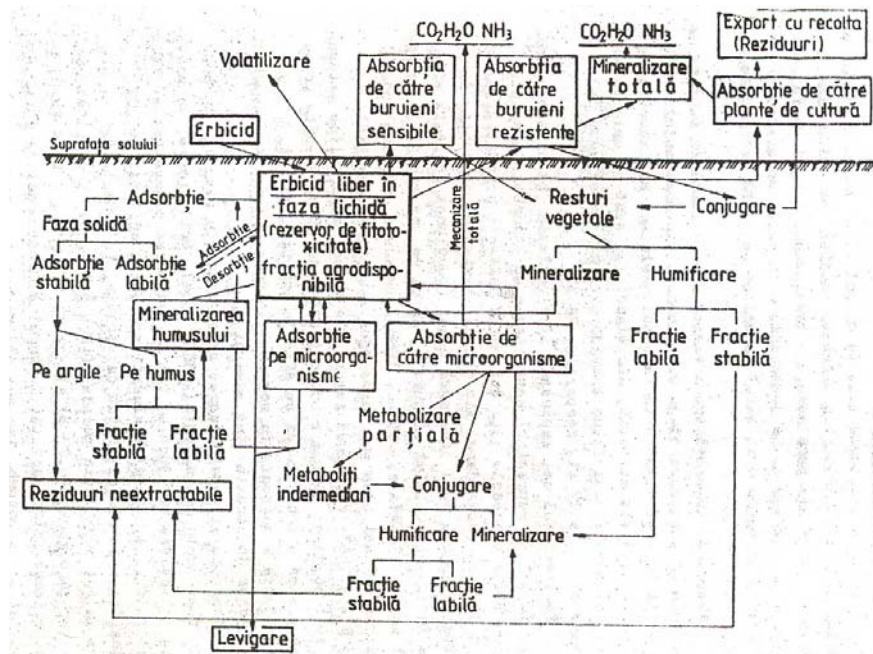 CO₂H₂O NH₃
CO₂H₂O NH₃
Export cu recolta
(Reziduuri)
Volatilizare
Absorbția
de către
buruieni
sensibile
Absorbția
de către
buruieni
rezistente
Mineralizare
totală
Absorbție de către
plante de cultură
Erbicid
Suprafața solului
Adsorbție
Faza solidă
Adsorbție
stabilă
Adsorbție
labilă
Adsorbție
Desorbție
Erbicid liber în
faza lichidă
(rezervor de fitoto-
xicitate)
fracția agrodispo-
nibilă
Mecanizare
totală
Resturi
vegetale
Conjugare
Mineralizare
Humificare
Mineralizarea
humusului
Adsorbție
pe microorga-
nisme
Absorbție de
către microorganisme
Fracție
labilă
Fracție
stabilă
Pe argile
Pe humus
Fracție
stabilă
Fracție
labilă
Metabolizare
parțială
Metaboliți
intermediari
Conjugare
Reziduuri neextractabile
Humificare
Mineralizare
Fracție
stabilă
Fracție
labilă
Levigare